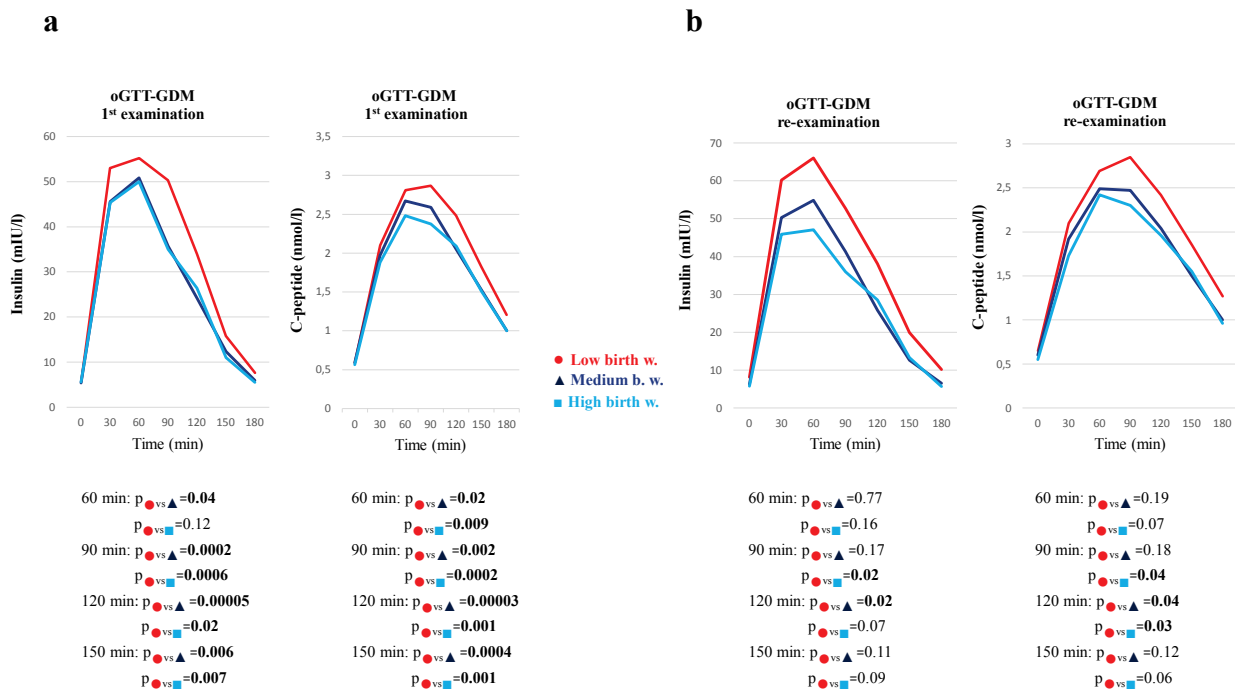 a
b
oGTT-GDM
1st examination
oGTT-GDM
1st examination
oGTT-GDM
re-examination
oGTT-GDM
re-examination
Insulin (mIU/l)
60
50
40
30
20
10
0
0 30 60 90 120 150 180
Time (min)
C-peptide (nmol/l)
3,5
3
2,5
2
1,5
1
0,5
0
0 30 60 90 120 150 180
Time (min)
● Low birth w.
▲ Medium b. w.
■ High birth w.
Insulin (mIU/l)
70
60
50
40
30
20
10
0
0 30 60 90 120 150 180
Time (min)
C-peptide (nmol/l)
3
2,5
2
1,5
1
0,5
0
0 30 60 90 120 150 180
Time (min)
60 min: p ● vs ▲ =0.04
p ● vs ■ =0.12
90 min: p ● vs ▲ =0.0002
p ● vs ■ =0.0006
120 min: p ● vs ▲ =0.00005
p ● vs ■ =0.02
150 min: p ● vs ▲ =0.006
p ● vs ■ =0.007
60 min: p ● vs ▲ =0.02
p ● vs ■ =0.009
90 min: p ● vs ▲ =0.002
p ● vs ■ =0.0002
120 min: p ● vs ▲ =0.00003
p ● vs ■ =0.001
150 min: p ● vs ▲ =0.0004
p ● vs ■ =0.001
60 min: p ● vs ▲ =0.77
p ● vs ■ =0.16
90 min: p ● vs ▲ =0.17
p ● vs ■ =0.02
120 min: p ● vs ▲ =0.02
p ● vs ■ =0.07
150 min: p ● vs ▲ =0.11
p ● vs ■ =0.09
60 min: p ● vs ▲ =0.19
p ● vs ■ =0.07
90 min: p ● vs ▲ =0.18
p ● vs ■ =0.04
120 min: p ● vs ▲ =0.04
p ● vs ■ =0.03
150 min: p ● vs ▲ =0.12
p ● vs ■ =0.06